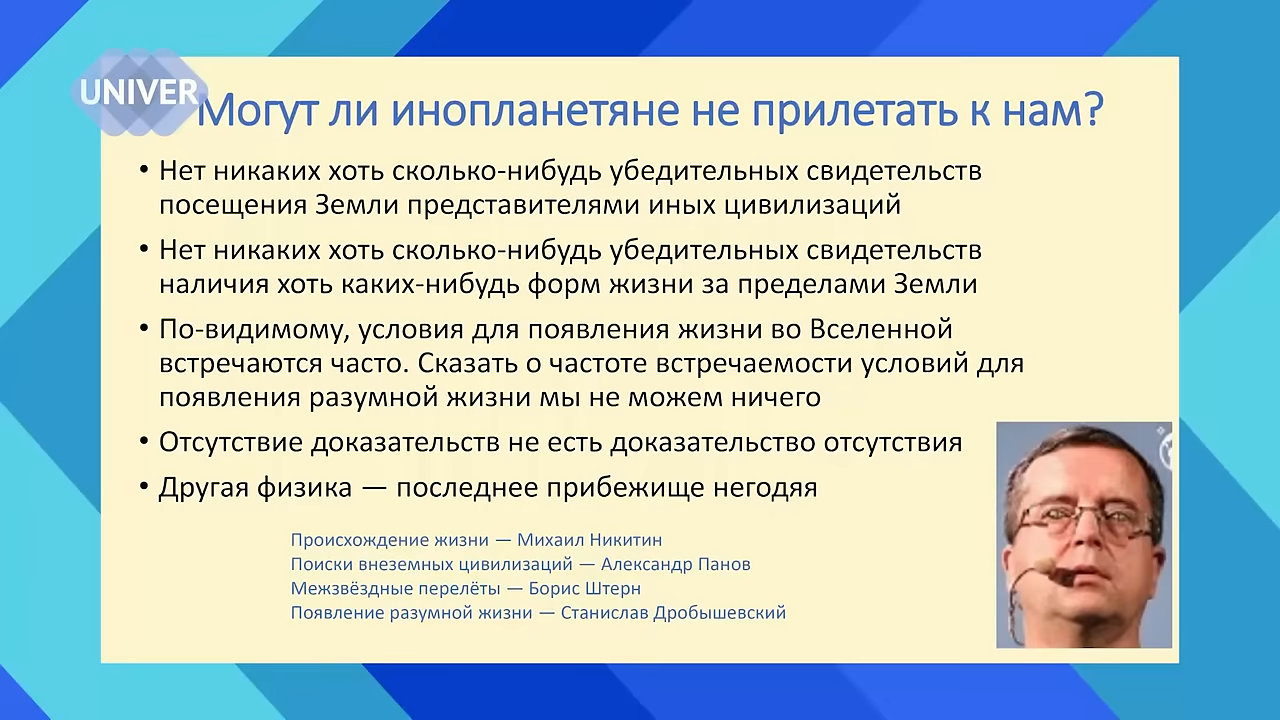 UNIVER
Могут ли инопланетяне не прилетать к нам?
• Нет никаких хоть сколько-нибудь убедительных свидетельств
посещения Земли представителями иных цивилизаций
• Нет никаких хоть сколько-нибудь убедительных свидетельств
наличия хоть каких-нибудь форм жизни за пределами Земли
• По-видимому, условия для появления жизни во Вселенной
встречаются часто. Сказать о частоте встречаемости условий для
появления разумной жизни мы не можем ничего
• Отсутствие доказательств не есть доказательство отсутствия
• Другая физика — последнее прибежище негодяя
Происхождение жизни — Михаил Никитин
Поиски внеземных цивилизаций — Александр Панов
Межзвёздные перелёты — Борис Штерн
Появление разумной жизни — Станислав Дробышевский